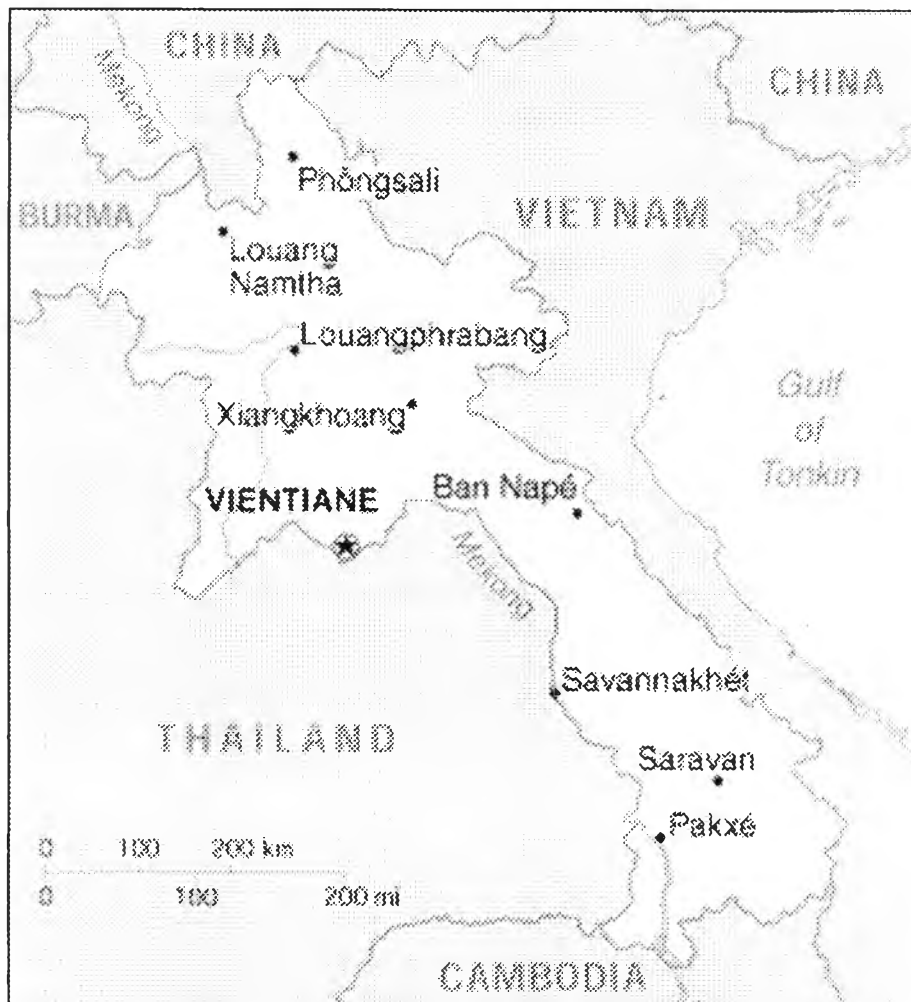 CHINA
Mekong
CHINA
Phôngsali
BURMA
VIETNAM
Louang
Namtha
Louangphrabang
Gulf
of
Tonkin
Xiangkhoang
Ban Napé
VIENTIANE
Mekong
Savannakhét
THAILAND
Saravan
Pakxé
0 100 200 km
0 100 200 mi
CAMBODIA